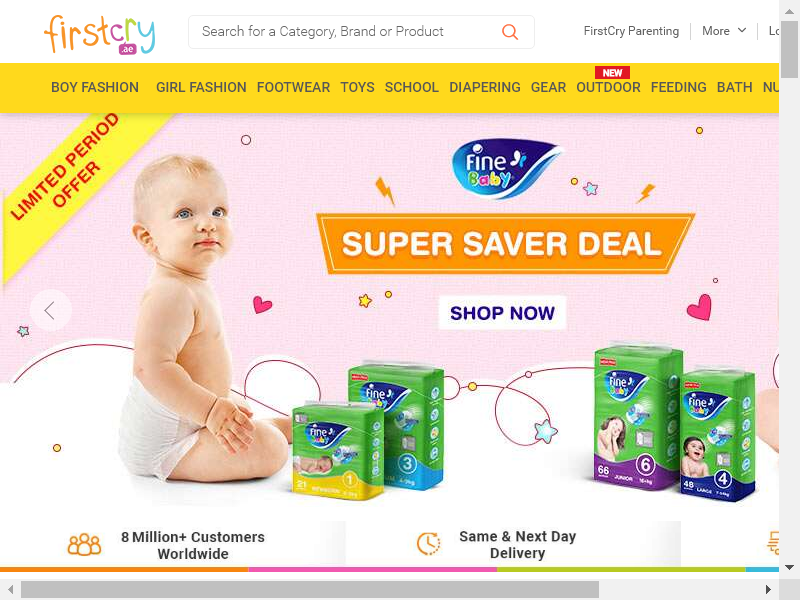 firstcry
.ae
Search for a Category, Brand or Product
FirstCry Parenting
More
Lo
NEW
BOY FASHION GIRL FASHION FOOTWEAR TOYS SCHOOL DIAPERING GEAR OUTDOOR FEEDING BATH NU
LIMITED PERIOD
OFFER
fine
Baby
SUPER SAVER DEAL
SHOP NOW
fine
Baby
3
fine
Baby
21
1
fine
Baby
66
JUNIOR
6
fine
Baby
48
LARGE
4
8 Million+ Customers
Worldwide
Same & Next Day
Delivery